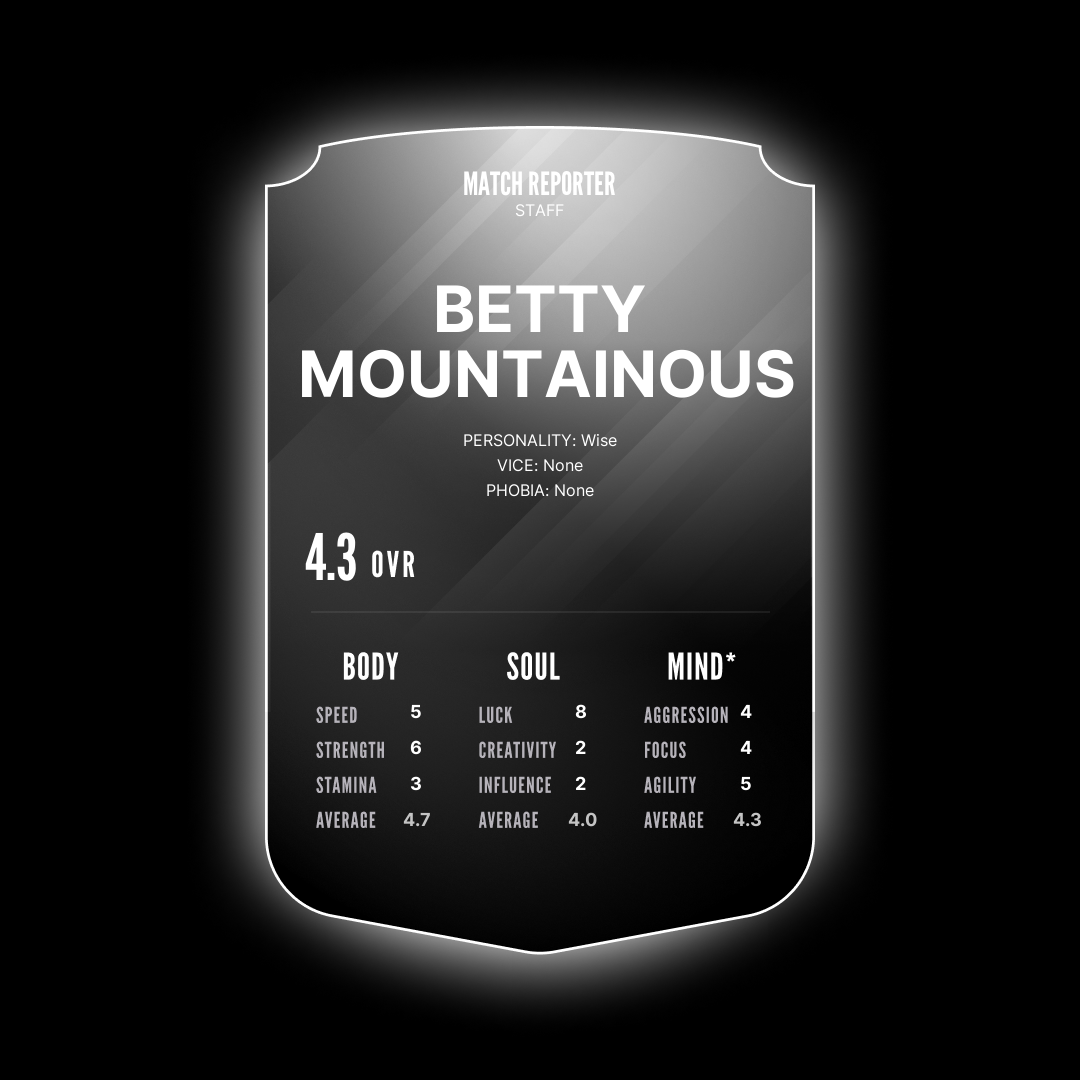 MATCH REPORTER
STAFF
BETTY
MOUNTAINOUS
PERSONALITY: Wise
VICE: None
PHOBIA: None
4.3 OVR
BODY SOUL MIND*
SPEED 5 LUCK 8 AGGRESSION 4
STRENGTH 6 CREATIVITY 2 FOCUS 4
STAMINA 3 INFLUENCE 2 AGILITY 5
AVERAGE 4.7 AVERAGE 4.0 AVERAGE 4.3